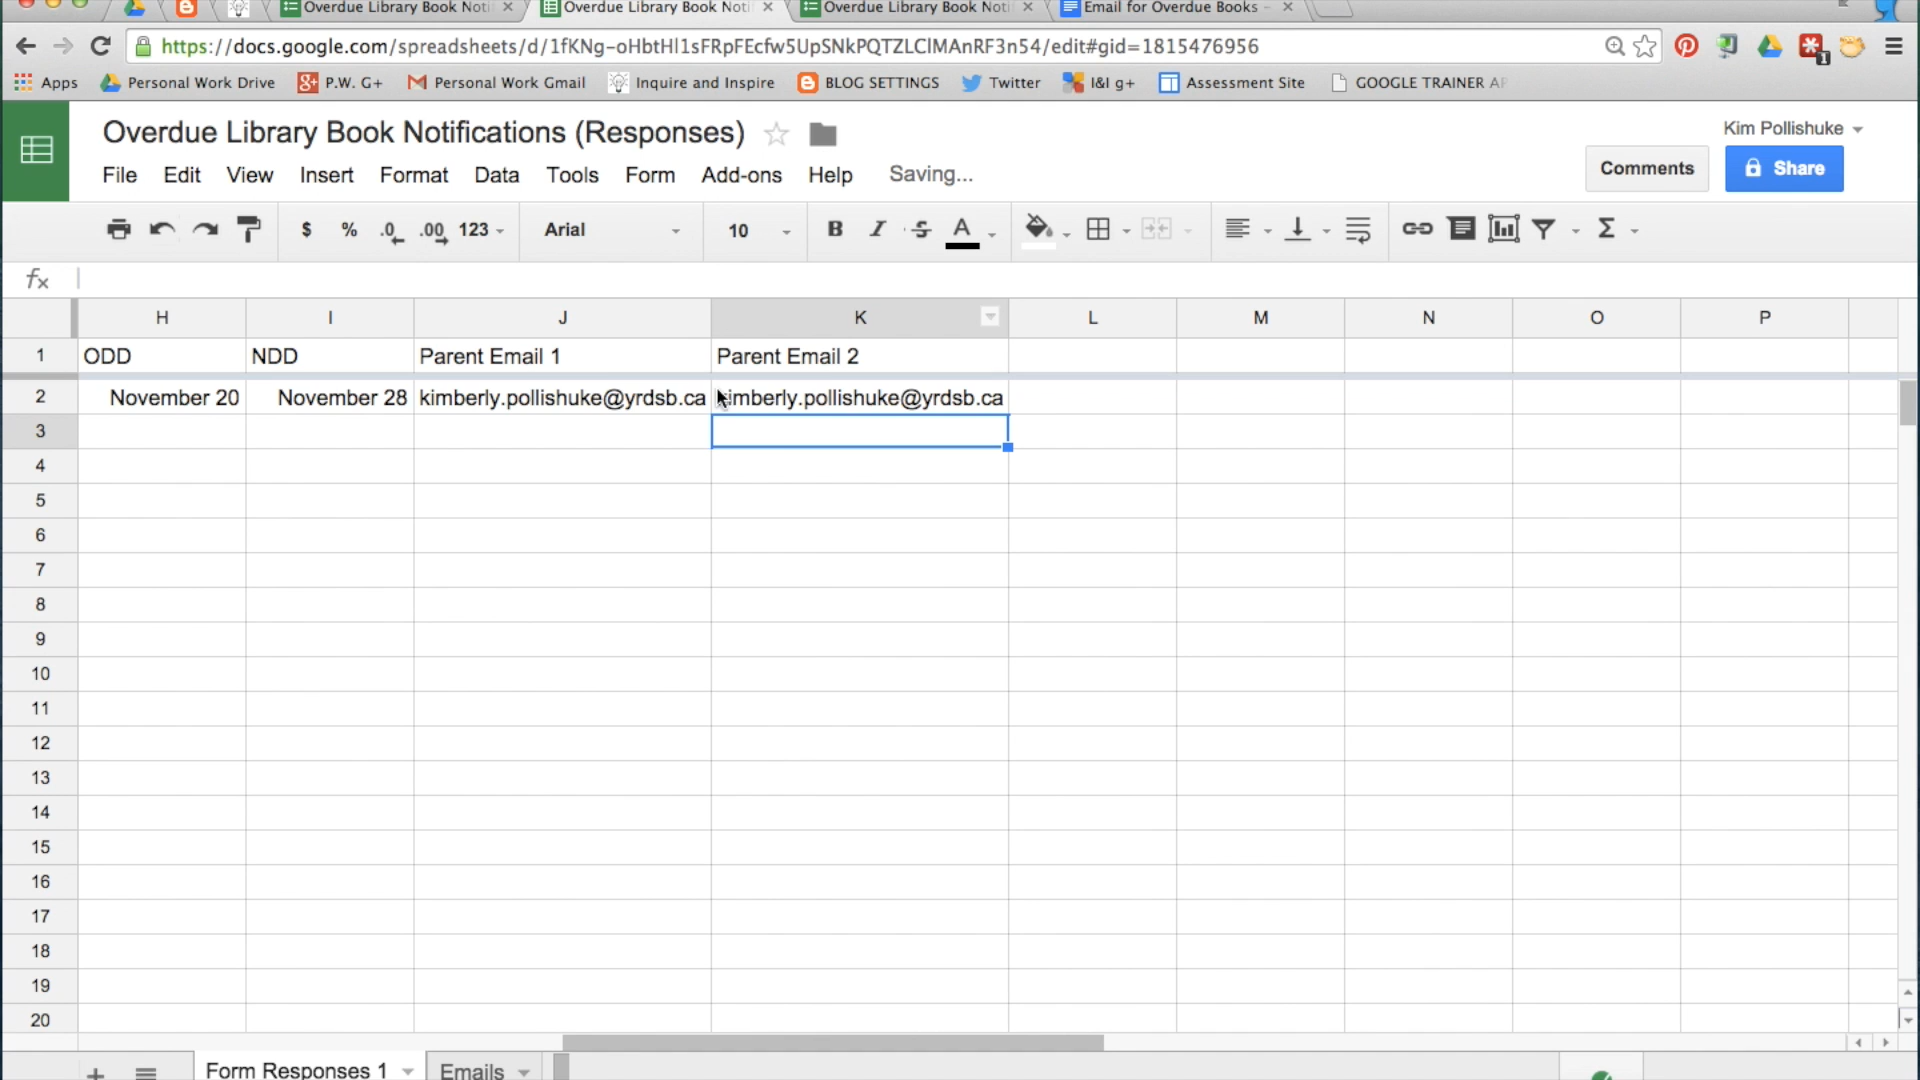 Overdue Library Book Noti
Overdue Library Book Noti
Overdue Library Book Noti
Email for Overdue Books -
https://docs.google.com/spreadsheets/d/1fKNg-oHbtHl1sFRpFEcfw5UpSNkPQTZLClMAnRF3n54/edit#gid=1815476956
Apps Personal Work Drive P.W. G+ Personal Work Gmail Inquire and Inspire BLOG SETTINGS Twitter I&I g+ Assessment Site GOOGLE TRAINER AP
Overdue Library Book Notifications (Responses)
Kim Pollishuke
File Edit View Insert Format Data Tools Form Add-ons Help Saving...
Comments Share
$ % .0 .00 123 Arial 10 B I S A Σ
fx
H I J K L M N O P
1 ODD NDD Parent Email 1 Parent Email 2
2 November 20 November 28 kimberly.pollishuke@yrdsb.ca kimberly.pollishuke@yrdsb.ca
3
4
5
6
7
8
9
10
11
12
13
14
15
16
17
18
19
20
+ Form Responses 1 Emails